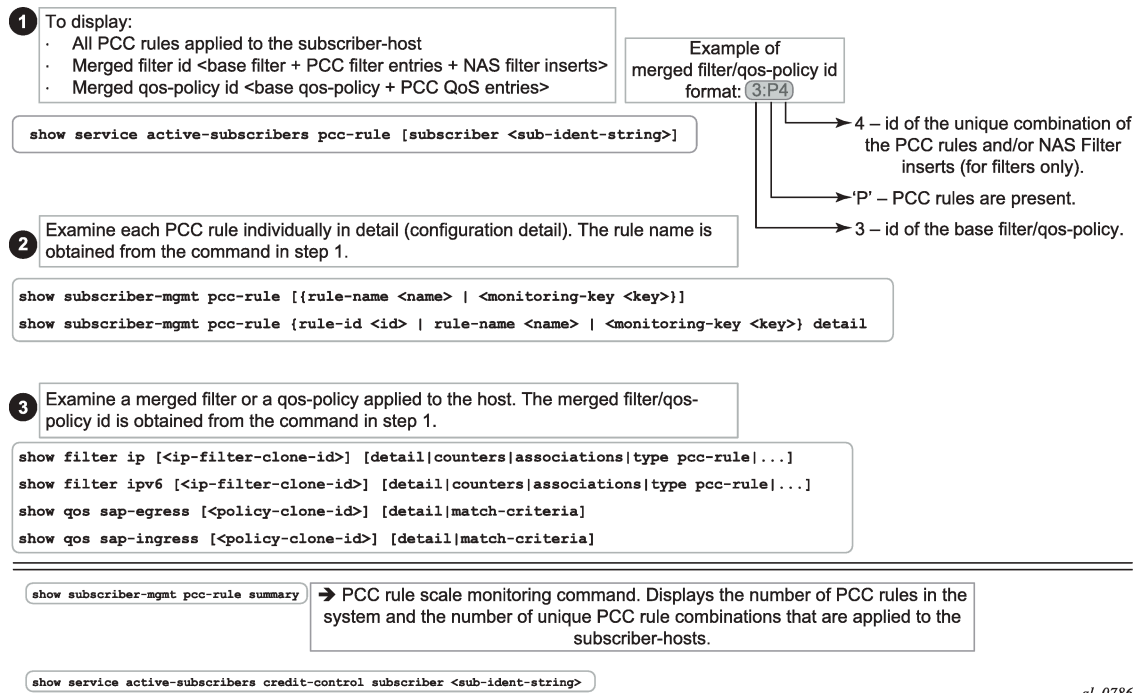 1
To display:
· All PCC rules applied to the subscriber-host
· Merged filter id <base filter + PCC filter entries + NAS filter inserts>
· Merged qos-policy id <base qos-policy + PCC QoS entries>
Example of
merged filter/qos-policy id
format: 3:P4
show service active-subscribers pcc-rule [subscriber <sub-ident-string>]
4 – id of the unique combination of
the PCC rules and/or NAS Filter
inserts (for filters only).
'P' – PCC rules are present.
3 – id of the base filter/qos-policy.
2
Examine each PCC rule individually in detail (configuration detail). The rule name is
obtained from the command in step 1.
show subscriber-mgmt pcc-rule [{rule-name <name> | <monitoring-key <key>}]
show subscriber-mgmt pcc-rule {rule-id <id> | rule-name <name> | <monitoring-key <key>} detail
3
Examine a merged filter or a qos-policy applied to the host. The merged filter/qos-
policy id is obtained from the command in step 1.
show filter ip [<ip-filter-clone-id>] [detail|counters|associations|type pcc-rule|...]
show filter ipv6 [<ip-filter-clone-id>] [detail|counters|associations|type pcc-rule|...]
show qos sap-egress [<policy-clone-id>] [detail|match-criteria]
show qos sap-ingress [<policy-clone-id>] [detail|match-criteria]
show subscriber-mgmt pcc-rule summary
➔ PCC rule scale monitoring command. Displays the number of PCC rules in the
system and the number of unique PCC rule combinations that are applied to the
subscriber-hosts.
show service active-subscribers credit-control subscriber <sub-ident-string>
al_0786